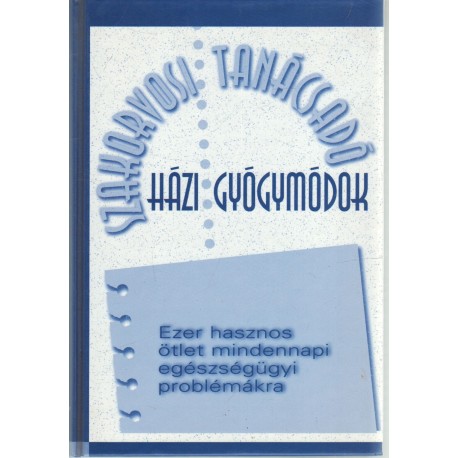 SZAKORVOSI TANÁCSADÓ
HÁZI GYÓGYMÓDOK
Ezer hasznos
ötlet mindennapi
egészségügyi
problémákra